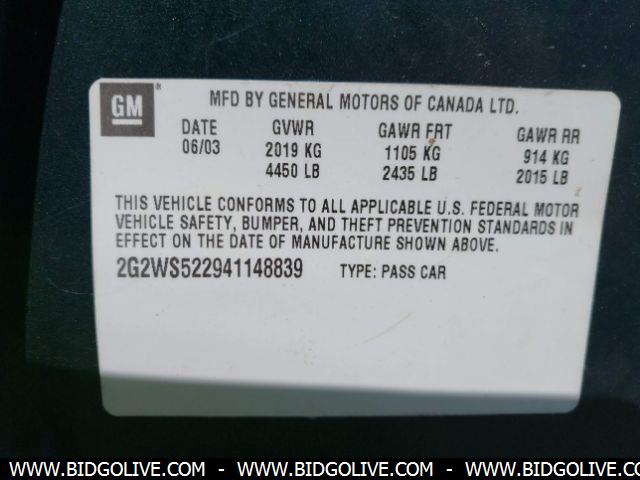 GM ® MFD BY GENERAL MOTORS OF CANADA LTD.
DATE GVWR GAWR FRT GAWR RR
06/03 2019 KG 1105 KG 914 KG
4450 LB 2435 LB 2015 LB
THIS VEHICLE CONFORMS TO ALL APPLICABLE U.S. FEDERAL MOTOR
VEHICLE SAFETY, BUMPER, AND THEFT PREVENTION STANDARDS IN
EFFECT ON THE DATE OF MANUFACTURE SHOWN ABOVE.
2G2WS522941148839 TYPE: PASS CAR
WWW.BIDGOLIVE.COM - WWW.BIDGOLIVE.COM - WWW.BIDGOLIVE.COM